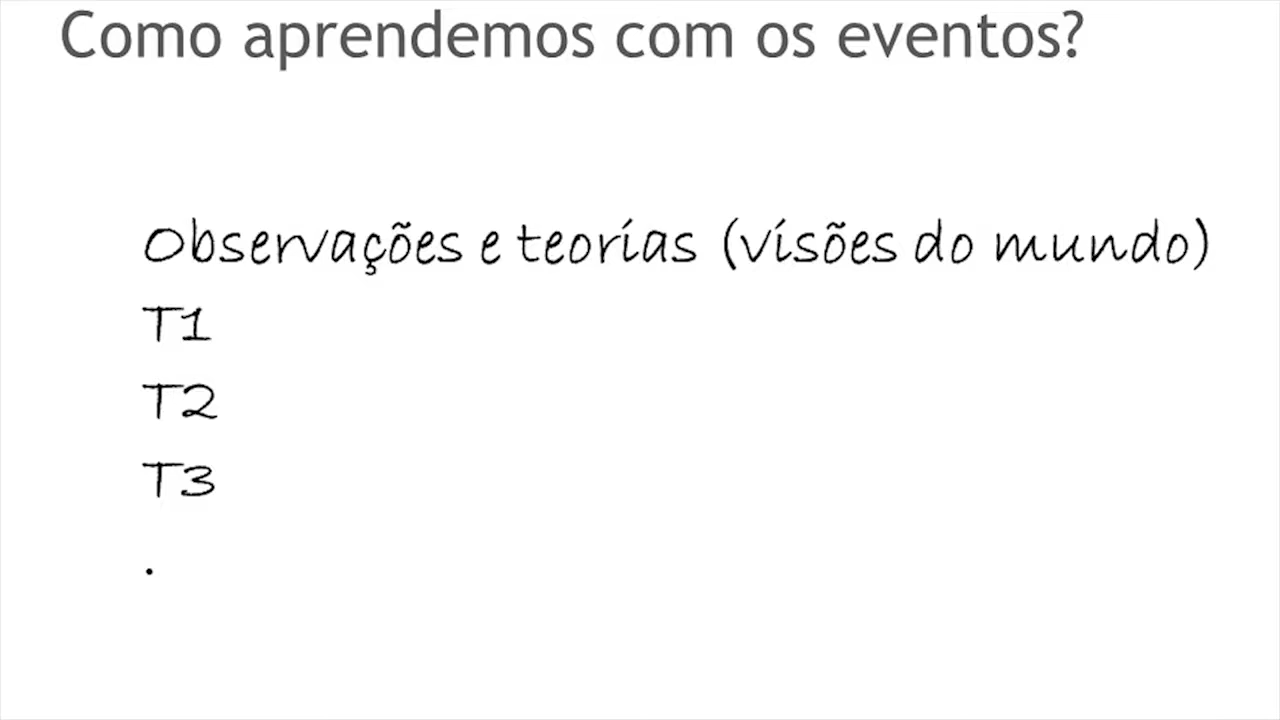 Como aprendemos com os eventos?
Observações e teorias (visões do mundo)
T1
T2
T3
.